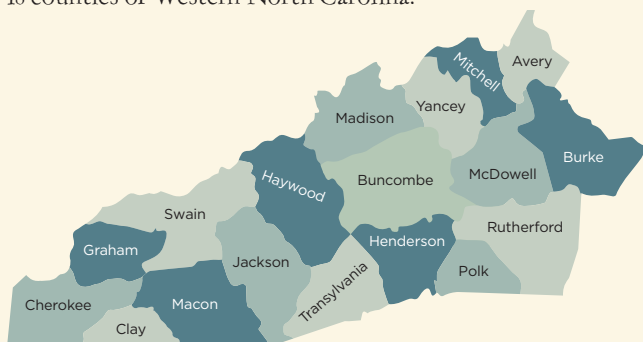 18 counties of Western North Carolina.
Avery
Mitchell
Yancey
Madison
Burke
McDowell
Buncombe
Haywood
Swain
Rutherford
Henderson
Graham
Jackson
Polk
Transylvania
Cherokee
Macon
Clay